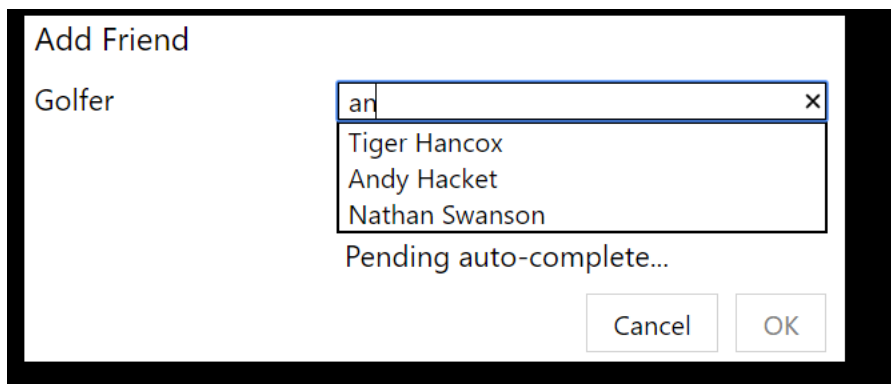 Add Friend
Golfer
an
Tiger Hancox
Andy Hacket
Nathan Swanson
Pending auto-complete...
Cancel OK